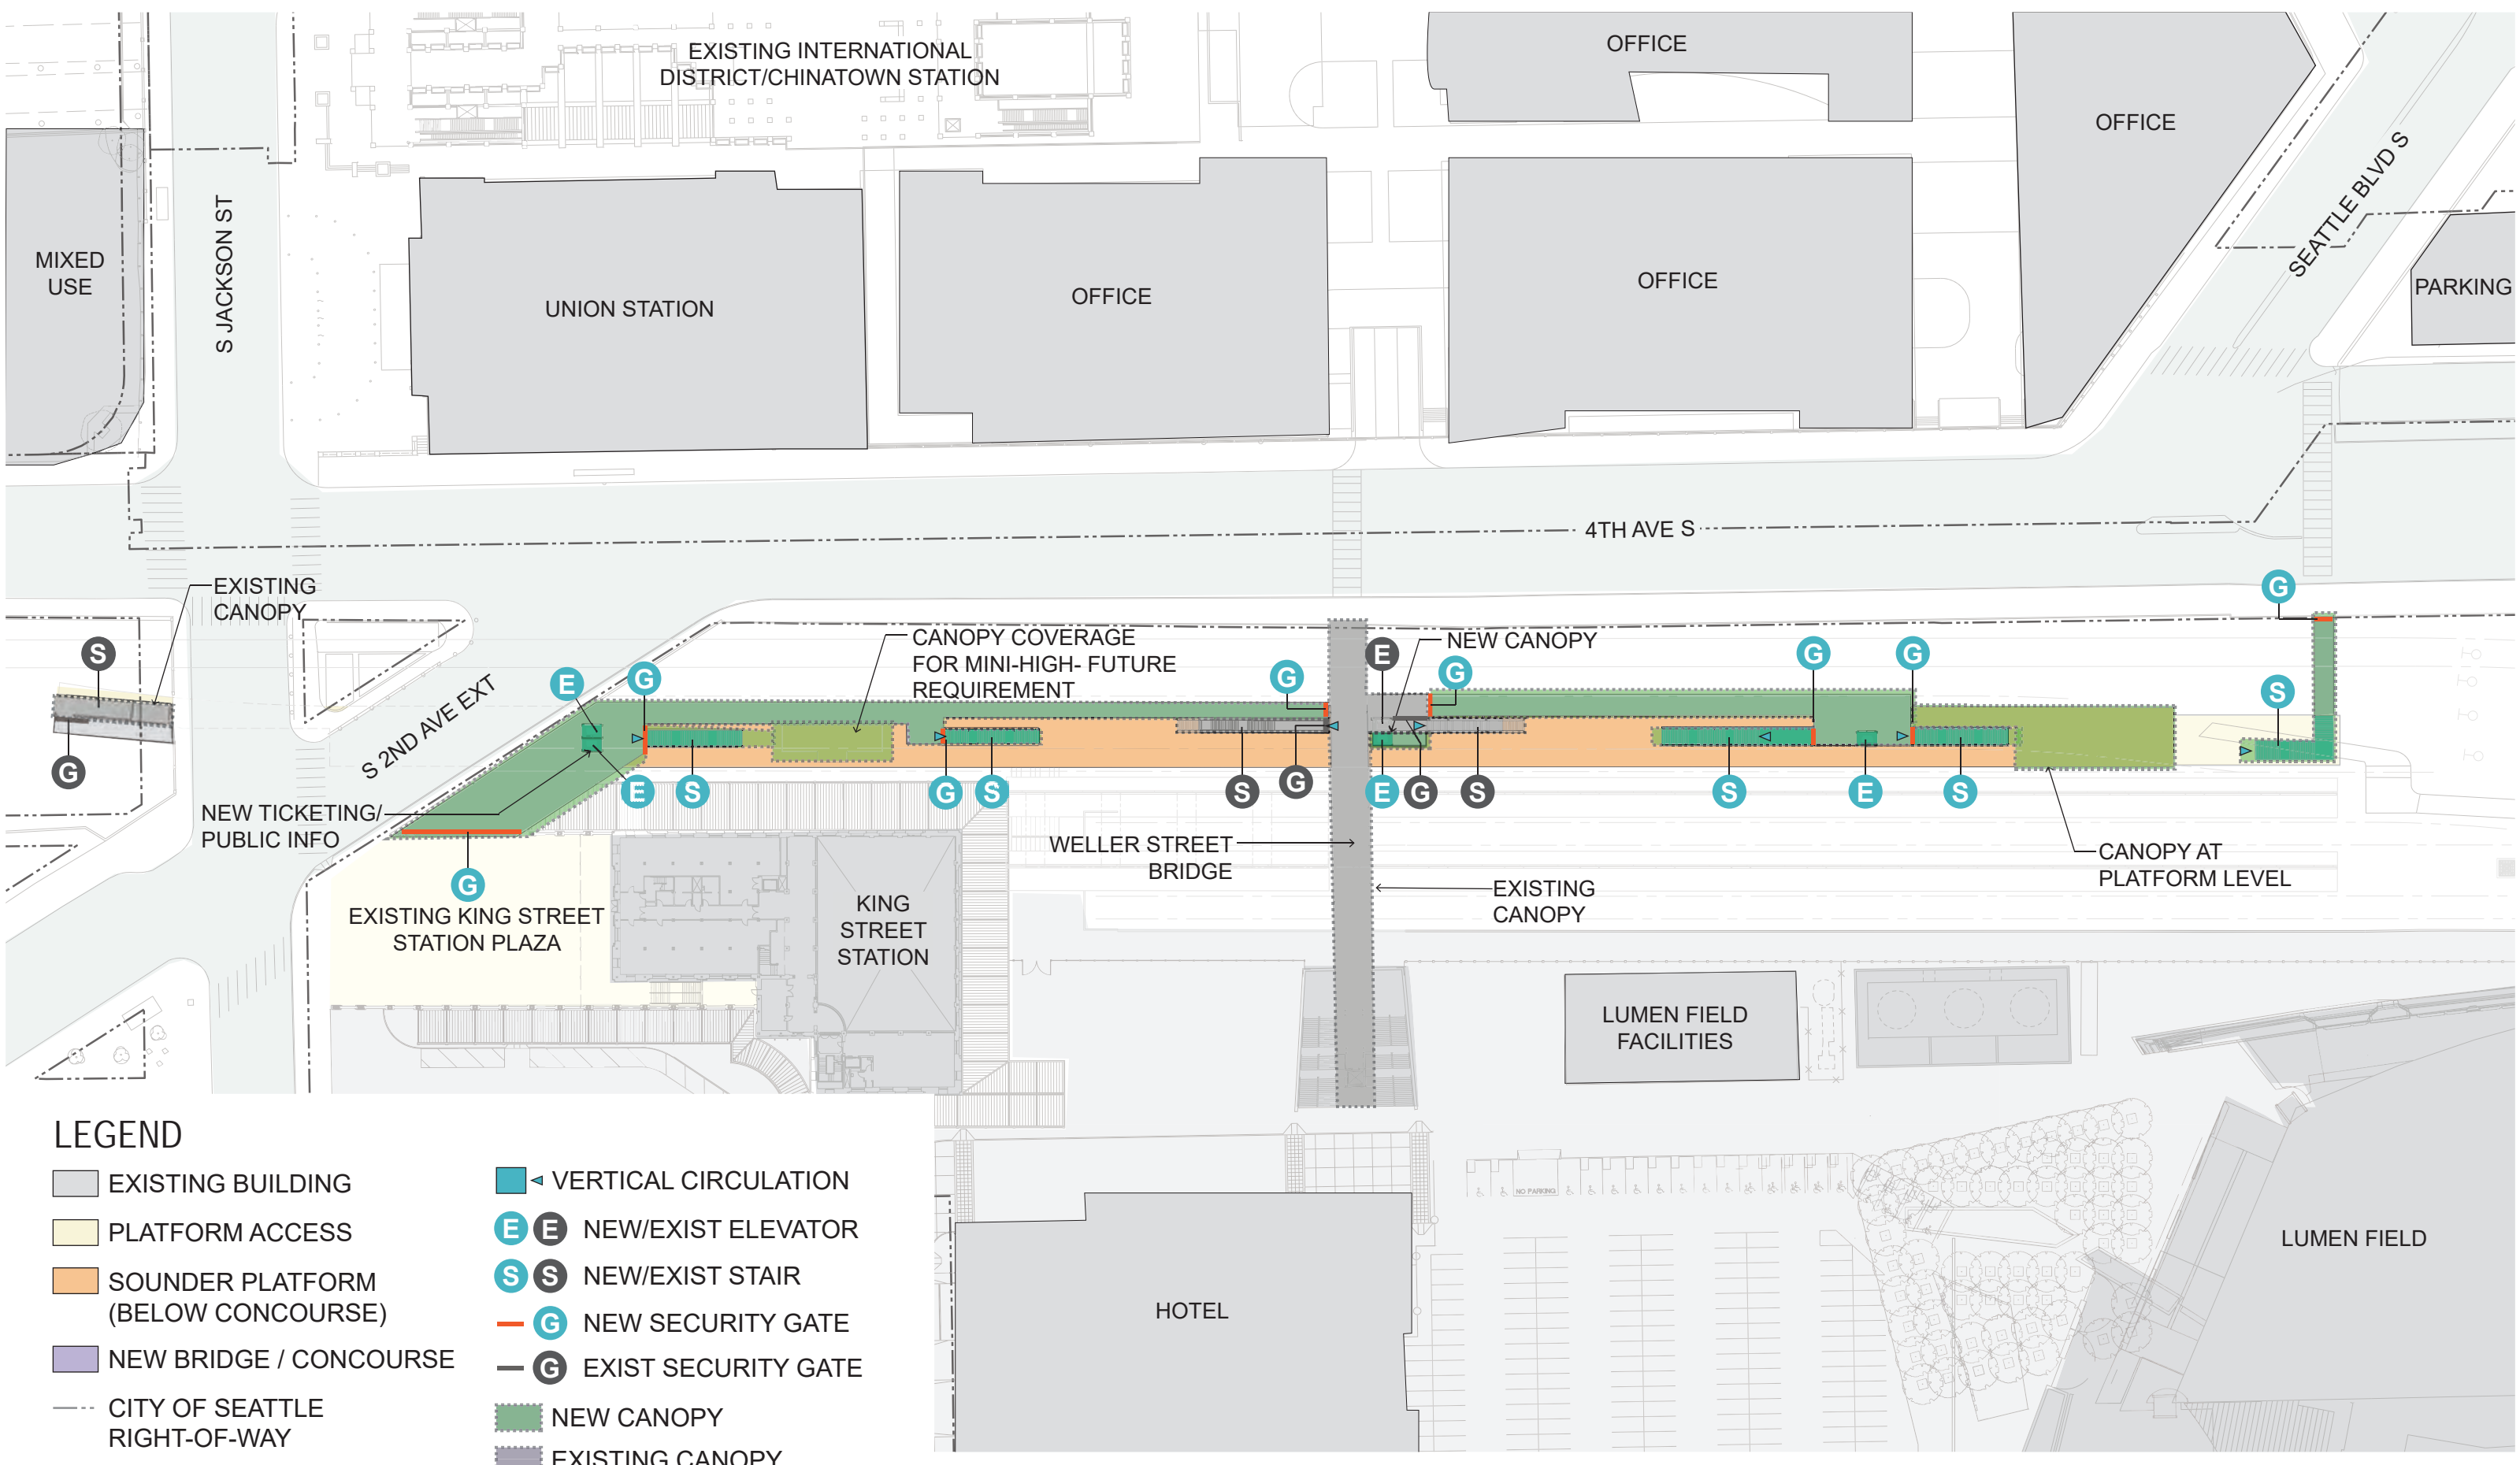 EXISTING INTERNATIONAL
DISTRICT/CHINATOWN STATION
OFFICE
OFFICE
MIXED
USE
S JACKSON ST
UNION STATION
OFFICE
OFFICE
SEATTLE BLVD S
PARKING
4TH AVE S
EXISTING
CANOPY
S
G
S 2ND AVE EXT
CANOPY COVERAGE
FOR MINI-HIGH- FUTURE
REQUIREMENT
NEW CANOPY
E
G
G
E
G
G
G
G
S
E
S
G
S
S
G
E
G
S
S
E
S
NEW TICKETING/
PUBLIC INFO
G
EXISTING KING STREET
STATION PLAZA
KING
STREET
STATION
WELLER STREET
BRIDGE
EXISTING
CANOPY
CANOPY AT
PLATFORM LEVEL
LUMEN FIELD
FACILITIES
NO PARKING
HOTEL
LUMEN FIELD
LEGEND
EXISTING BUILDING
PLATFORM ACCESS
SOUNDER PLATFORM
(BELOW CONCOURSE)
NEW BRIDGE / CONCOURSE
CITY OF SEATTLE
RIGHT-OF-WAY
VERTICAL CIRCULATION
E E NEW/EXIST ELEVATOR
S S NEW/EXIST STAIR
G NEW SECURITY GATE
G EXIST SECURITY GATE
NEW CANOPY
EXISTING CANOPY